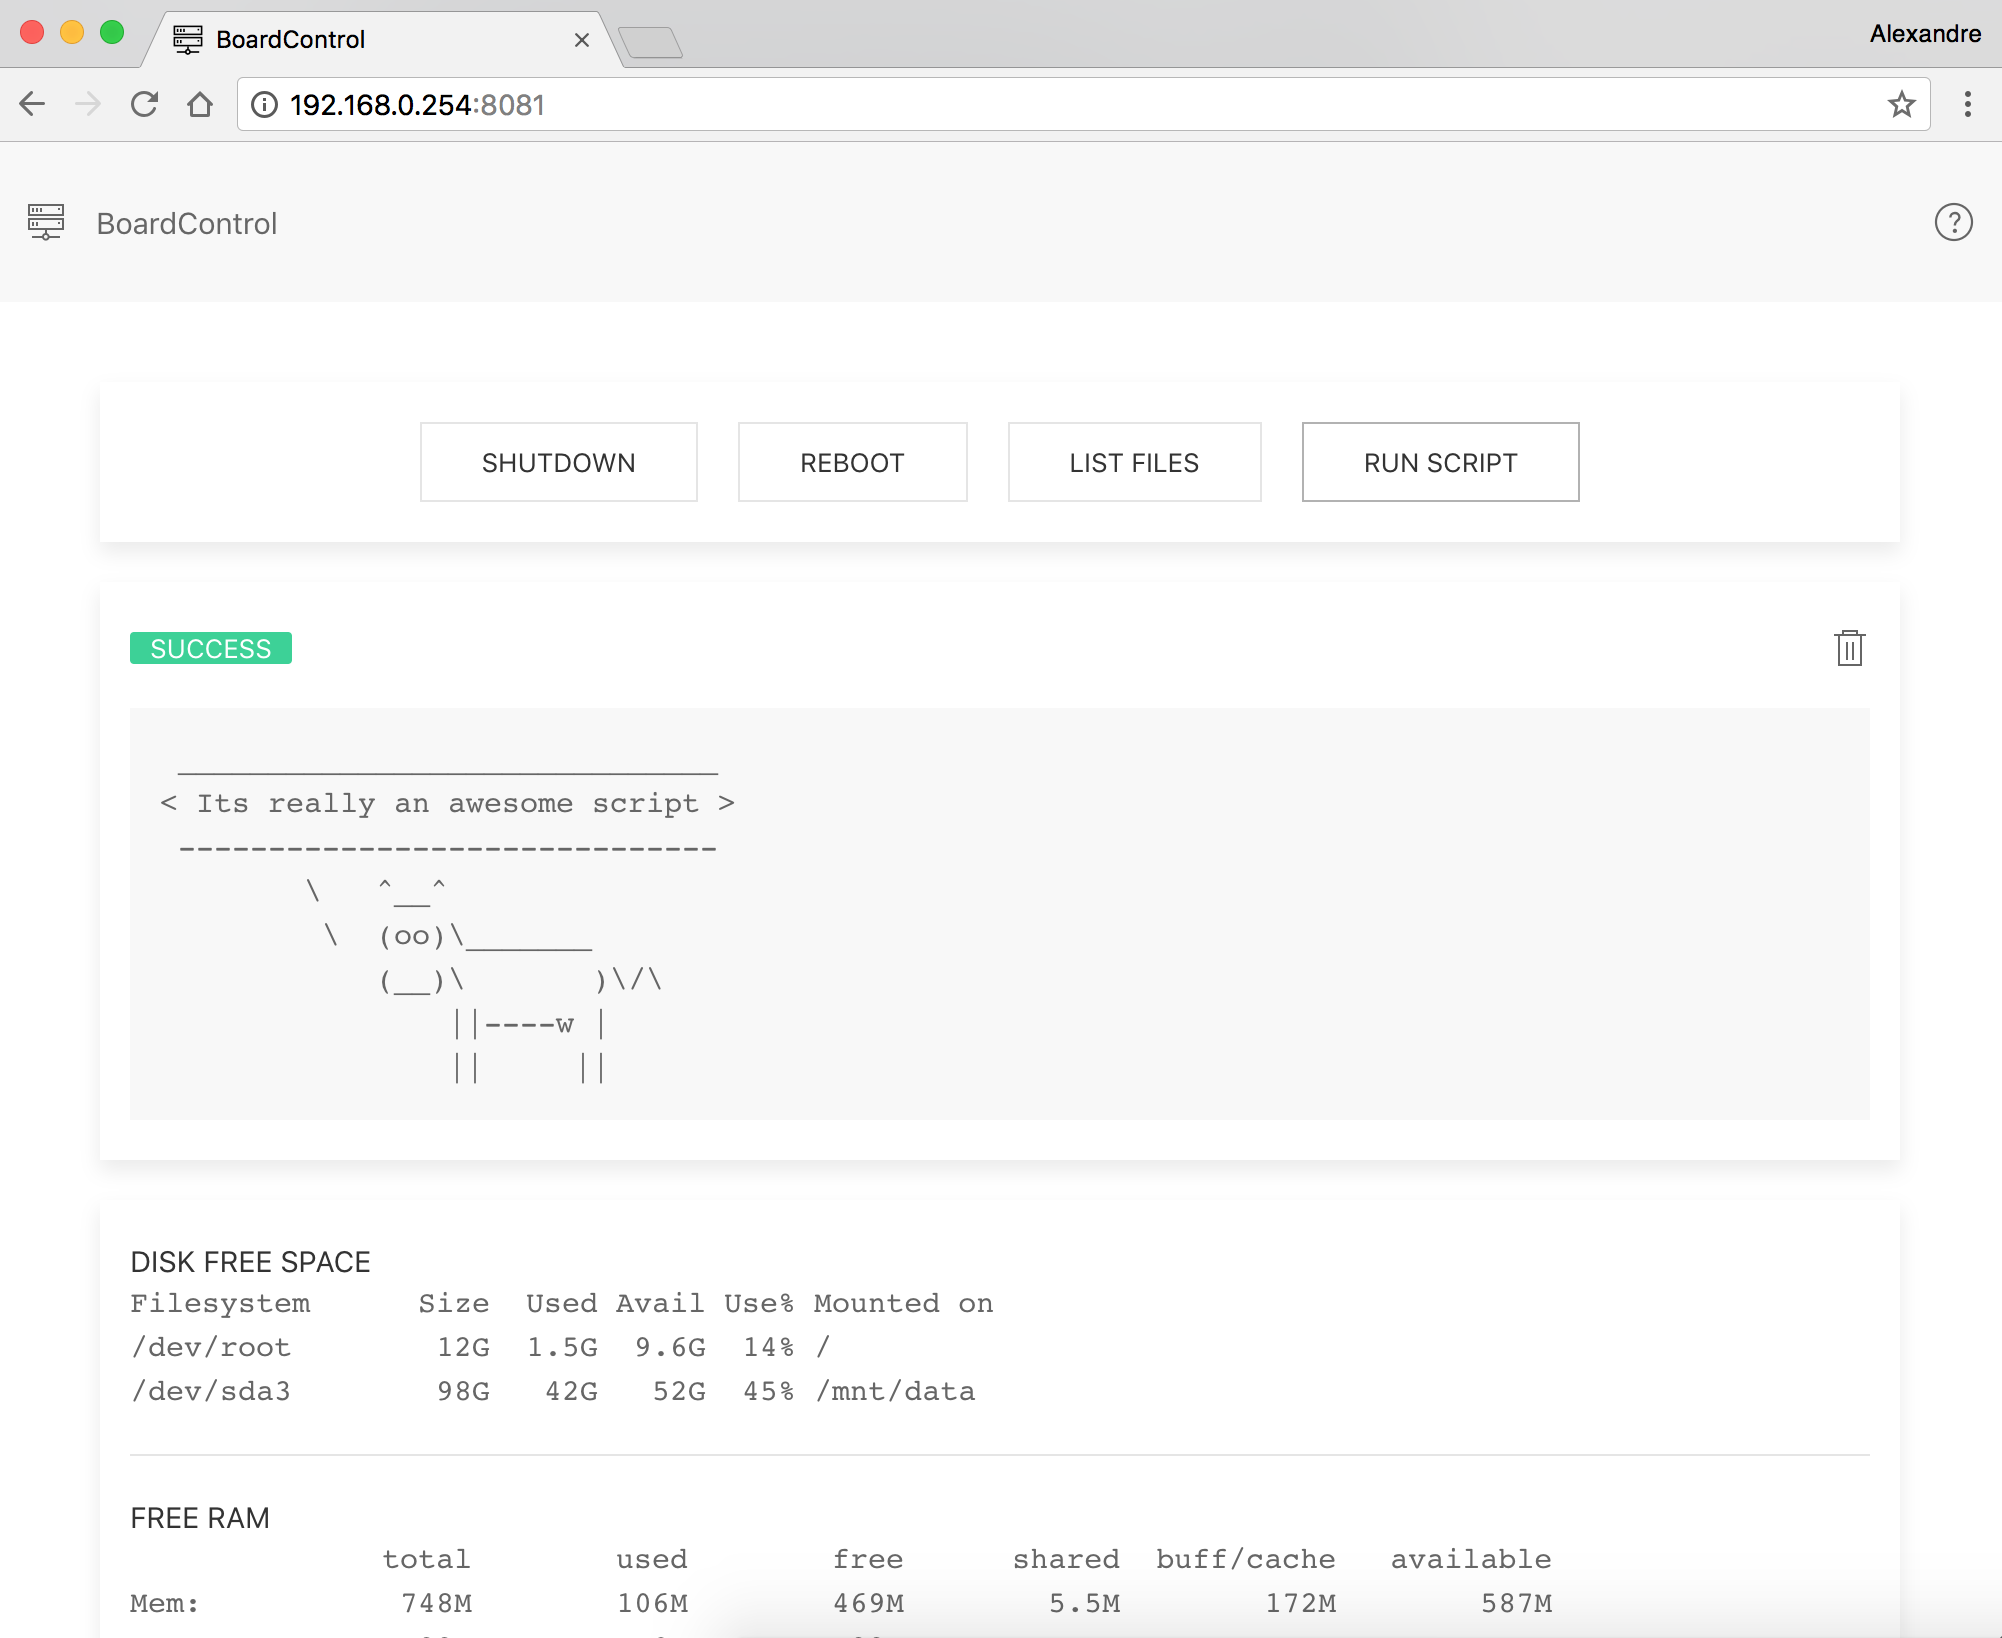 BoardControl
Alexandre
192.168.0.254:8081
BoardControl
?
SHUTDOWN REBOOT LIST FILES RUN SCRIPT
SUCCESS
 ______________________________
< Its really an awesome script >
 ------------------------------
        \   ^__^
         \  (oo)\_______
            (__)\       )\/\
                ||----w |
                ||     ||
DISK FREE SPACE
Filesystem      Size  Used Avail Use% Mounted on
/dev/root        12G  1.5G  9.6G  14% /
/dev/sda3        98G   42G   52G  45% /mnt/data
FREE RAM
              total        used        free      shared  buff/cache   available
Mem:           748M        106M        469M        5.5M        172M        587M